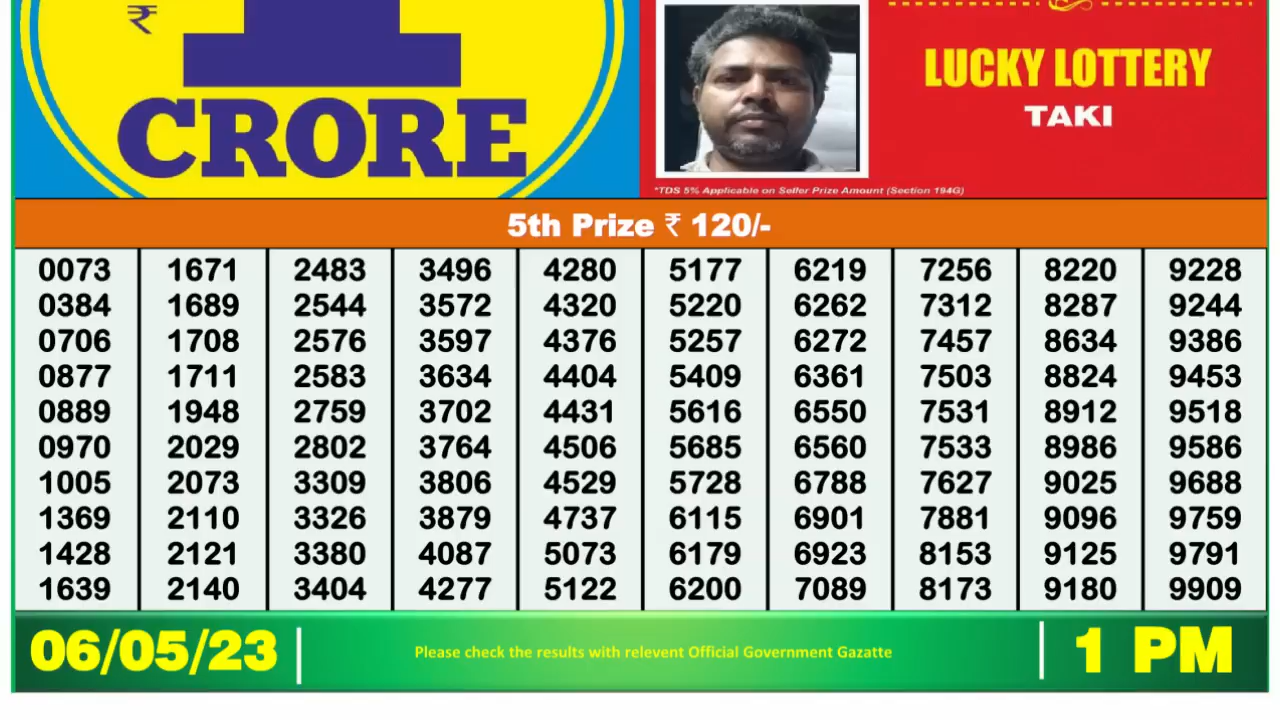 ₹
1
CRORE
LUCKY LOTTERY
TAKI
*TDS 5% Applicable on Seller Prize Amount (Section 194G)
5th Prize ₹ 120/-
0073 1671 2483 3496 4280 5177 6219 7256 8220 9228
0384 1689 2544 3572 4320 5220 6262 7312 8287 9244
0706 1708 2576 3597 4376 5257 6272 7457 8634 9386
0877 1711 2583 3634 4404 5409 6361 7503 8824 9453
0889 1948 2759 3702 4431 5616 6550 7531 8912 9518
0970 2029 2802 3764 4506 5685 6560 7533 8986 9586
1005 2073 3309 3806 4529 5728 6788 7627 9025 9688
1369 2110 3326 3879 4737 6115 6901 7881 9096 9759
1428 2121 3380 4087 5073 6179 6923 8153 9125 9791
1639 2140 3404 4277 5122 6200 7089 8173 9180 9909
06/05/23 Please check the results with relevent Official Government Gazatte 1 PM